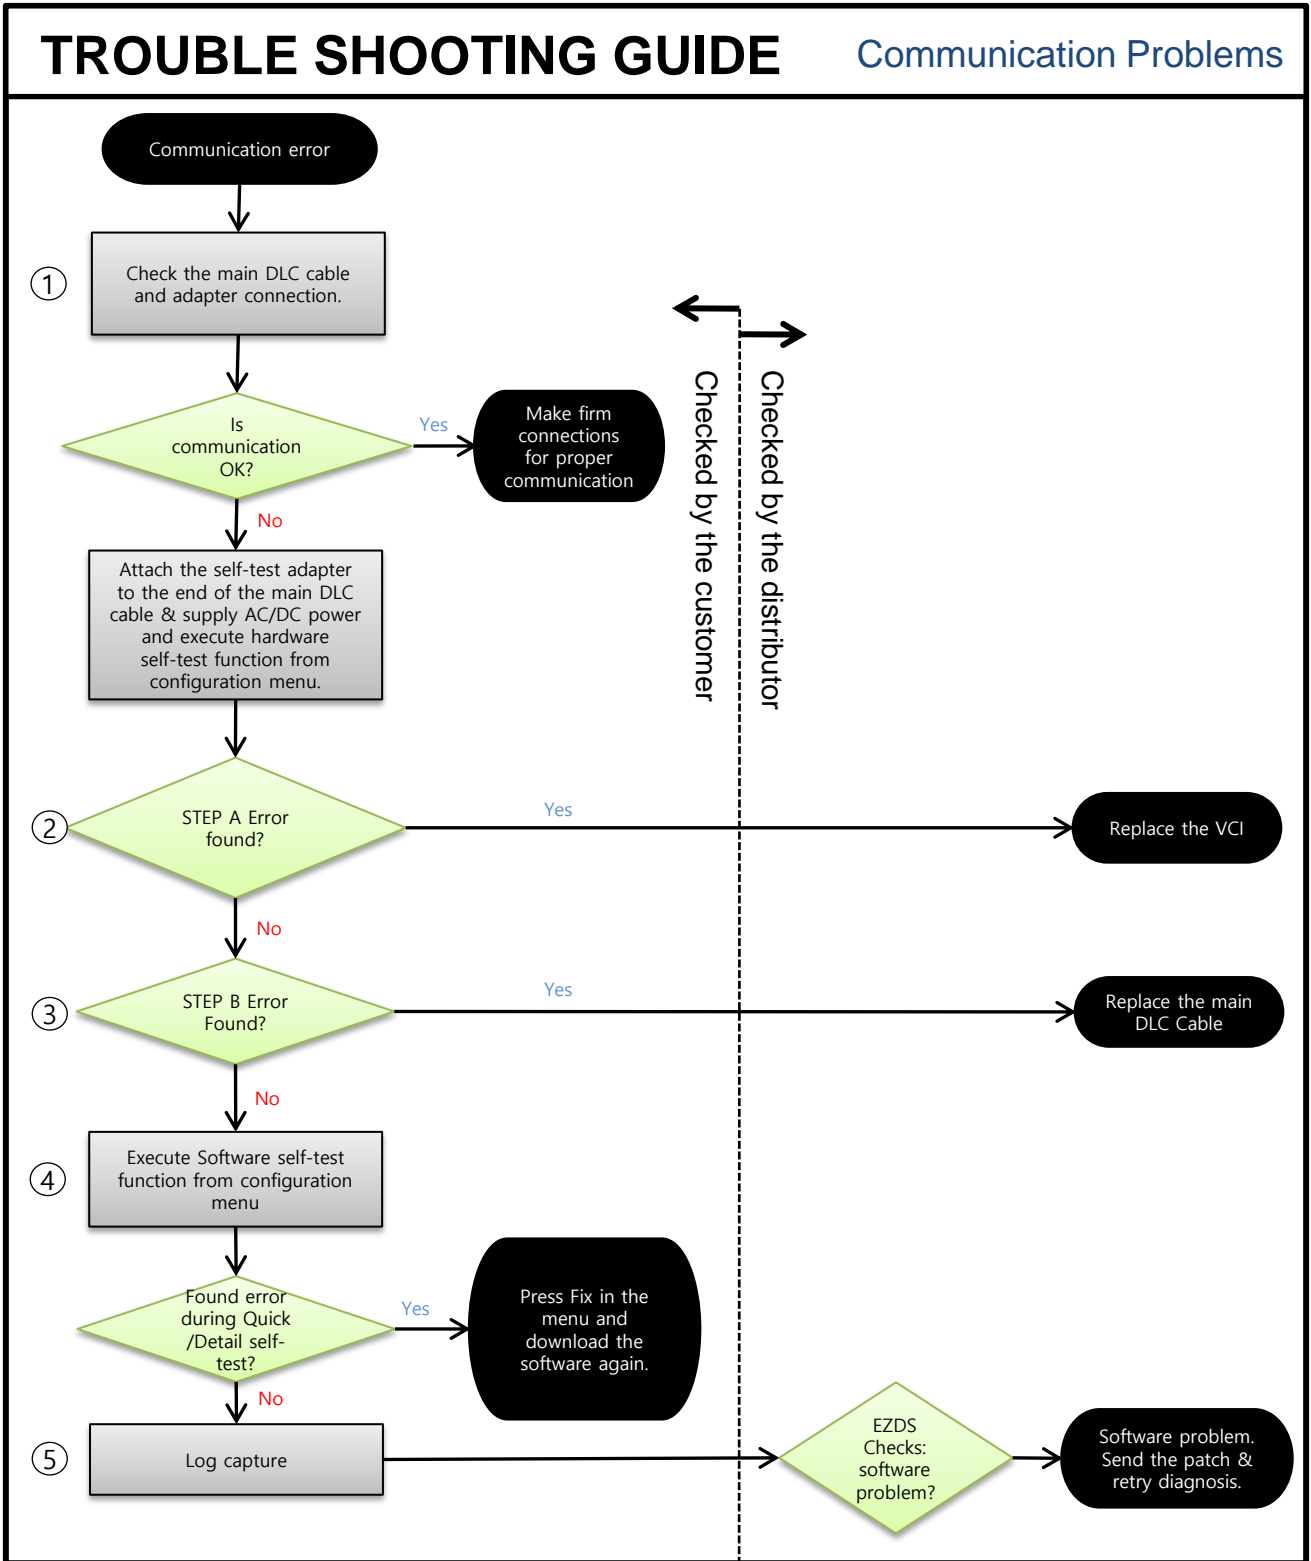 TROUBLE SHOOTING GUIDE
Communication Problems
Communication error
1
Check the main DLC cable
and adapter connection.
Is
communication
OK?
Yes
Make firm
connections
for proper
communication
No
Checked by the customer
Checked by the distributor
Attach the self-test adapter
to the end of the main DLC
cable & supply AC/DC power
and execute hardware
self-test function from
configuration menu.
2
STEP A Error
found?
Yes
Replace the VCI
No
3
STEP B Error
Found?
Yes
Replace the main
DLC Cable
No
4
Execute Software self-test
function from configuration
menu
Found error
during Quick
/Detail self-
test?
Yes
Press Fix in the
menu and
download the
software again.
No
5
Log capture
EZDS
Checks:
software
problem?
Software problem.
Send the patch &
retry diagnosis.